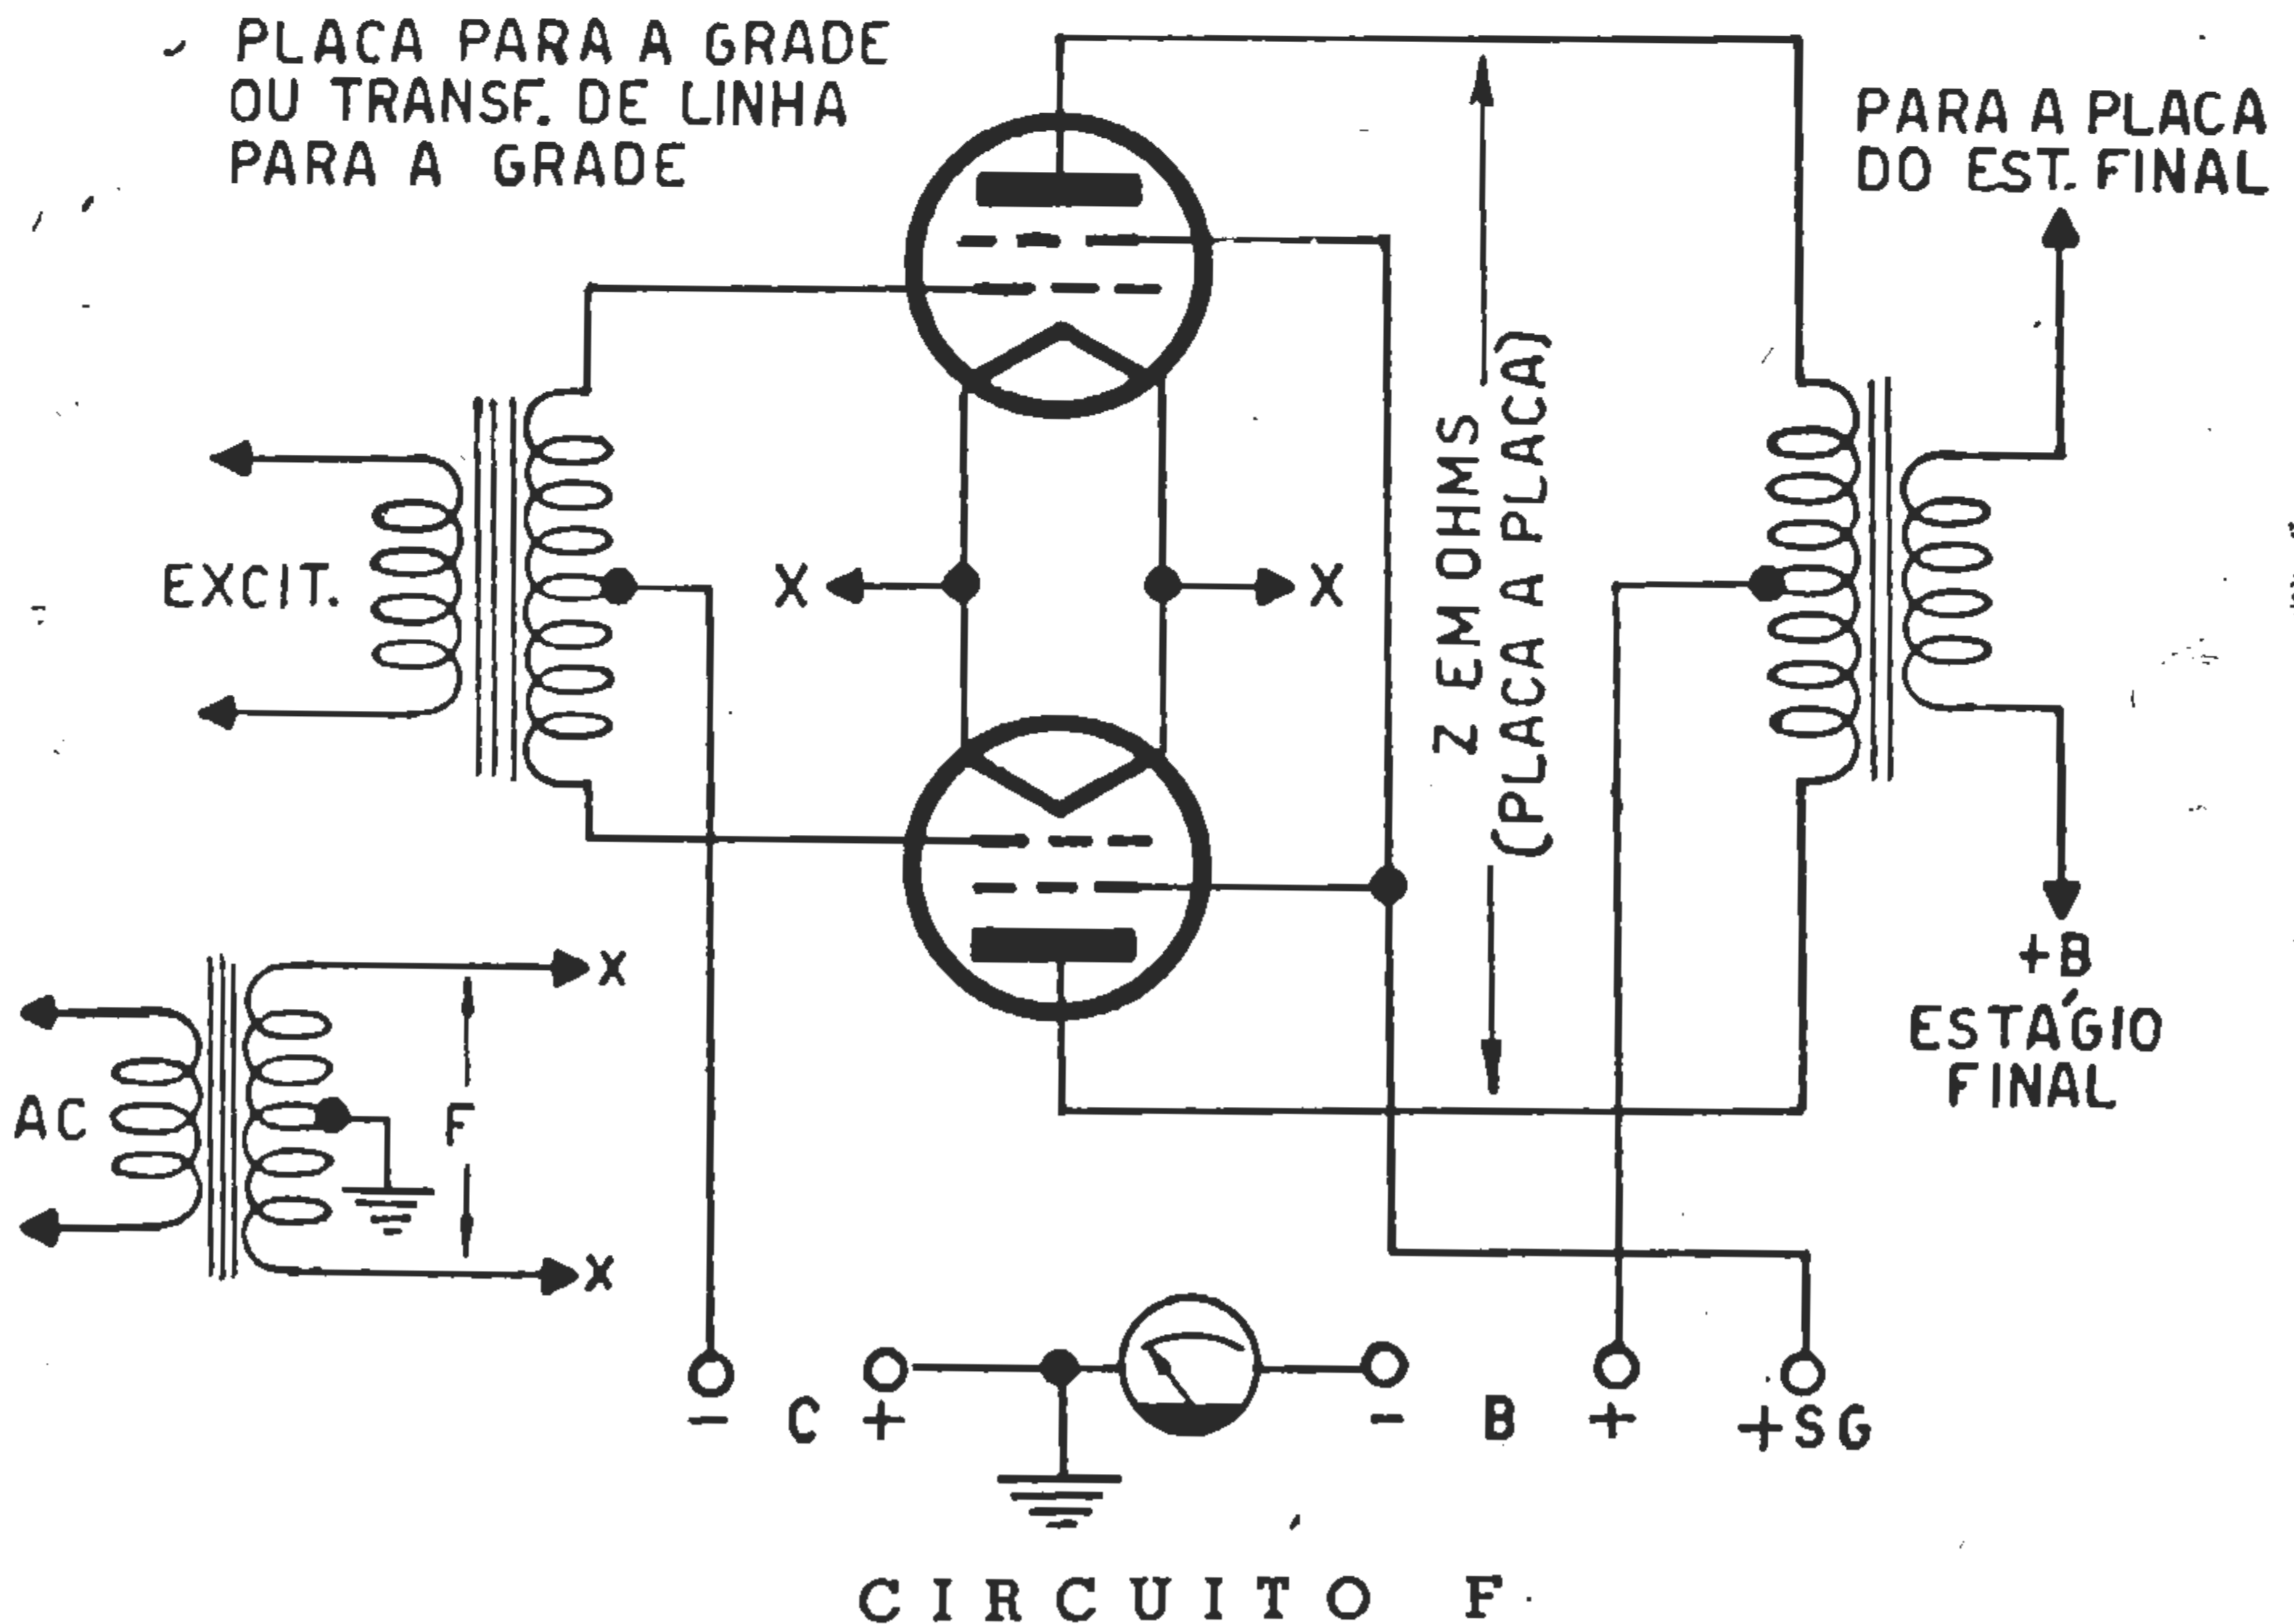 PLACA PARA A GRADE
OU TRANSF. DE LINHA
PARA A GRADE
PARA A PLACA
DO EST. FINAL
EXCIT.
X
X
Z EM OHMS
(PLACA A PLACA)
+B
ESTÁGIO
FINAL
X
AC
F
X
- C + - B + +SG
CIRCUITO F.